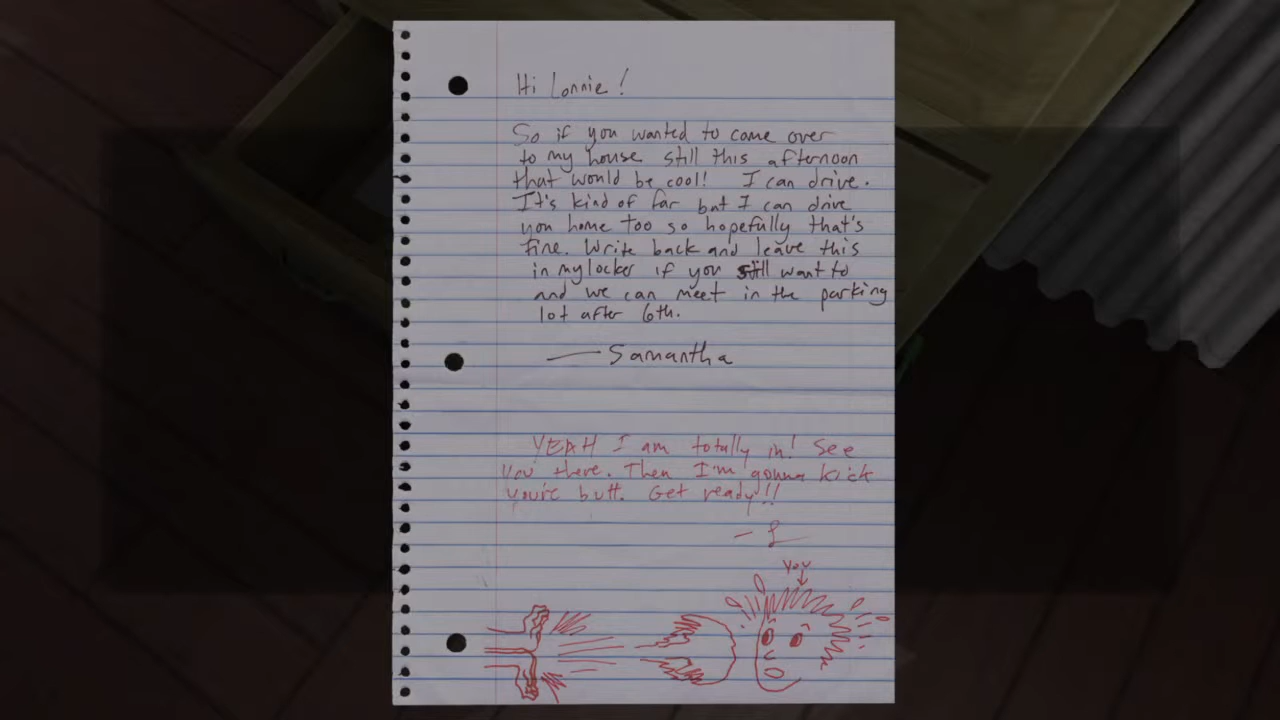 Hi Lonnie!
So if you wanted to come over
to my house still this afternoon
that would be cool! I can drive.
It's kind of far but I can drive
you home too so hopefully that's
fine. Write back and leave this
in my locker if you still want to
and we can meet in the parking
lot after 6th.
— Samantha
YEAH I am totally in! See
you there. Then I'm gonna kick
youre butt. Get ready!!
- L
You